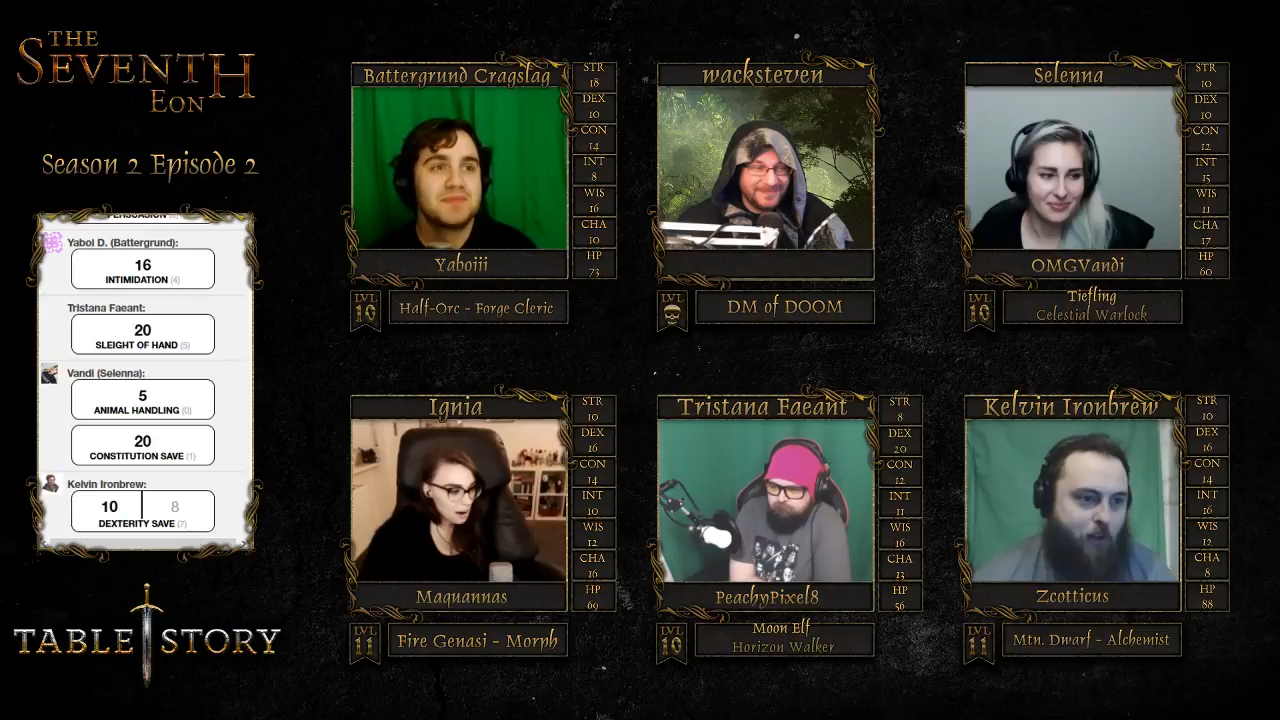 THE
SEVENTH
EON
Season 2 Episode 2
PERSUASION
Yaboi D. (Battergrund):
16
INTIMIDATION (4)
Tristana Faeant:
20
SLEIGHT OF HAND (5)
Vandi (Selenna):
5
ANIMAL HANDLING (0)
20
CONSTITUTION SAVE (1)
Kelvin Ironbrew:
10 8
DEXTERITY SAVE (7)
TABLE STORY
Battergrund Cragslag
STR
18
DEX
10
CON
14
INT
8
WIS
16
CHA
10
HP
73
Yaboiii
LVL
10
Half-Orc - Forge Cleric
wacksteven
LVL
DM of DOOM
Selenna
STR
10
DEX
10
CON
12
INT
15
WIS
11
CHA
17
HP
60
OMGVandi
LVL
10
Tiefling
Celestial Warlock
Ignia
STR
10
DEX
16
CON
14
INT
10
WIS
12
CHA
16
HP
69
Maquannas
LVL
11
Fire Genasi - Morph
Tristana Faeant
STR
8
DEX
20
CON
12
INT
11
WIS
16
CHA
13
HP
56
PeachyPixel8
LVL
10
Moon Elf
Horizon Walker
Kelvin Ironbrew
STR
10
DEX
16
CON
14
INT
16
WIS
12
CHA
8
HP
88
Zcotticus
LVL
11
Mtn. Dwarf - Alchemist